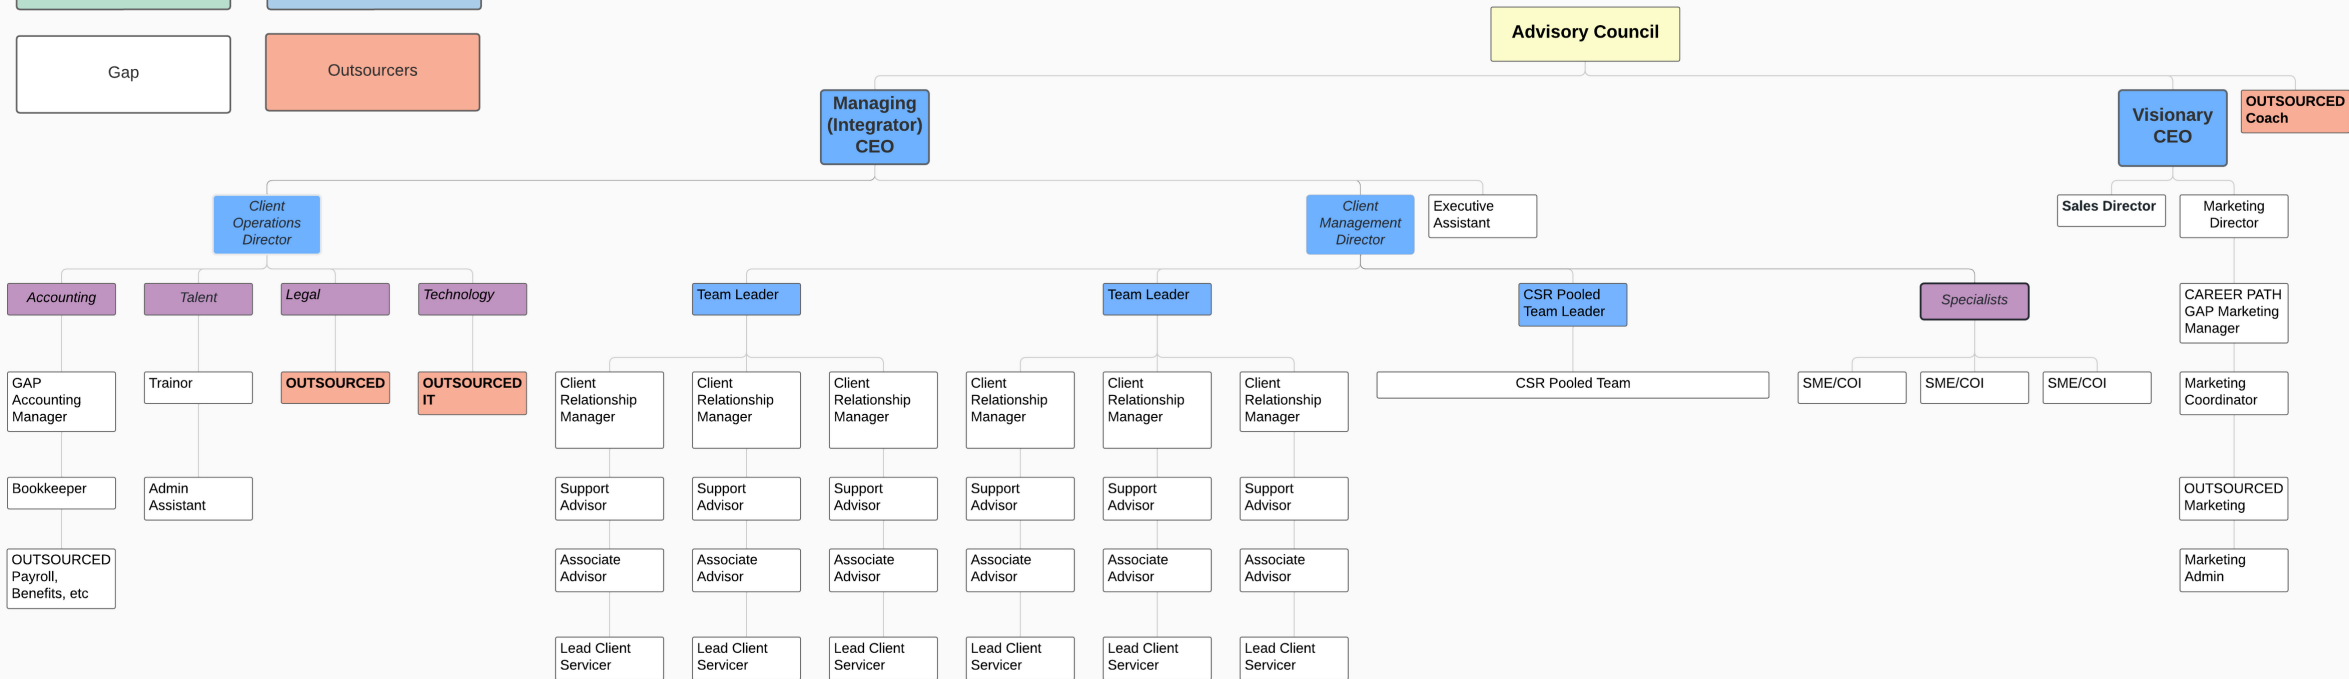 Advisory Council
Gap
Outsourcers
Managing
(Integrator)
CEO
Visionary
CEO
OUTSOURCED
Coach
Client
Operations
Director
Client
Management
Director
Executive
Assistant
Sales Director
Marketing
Director
Accounting
Talent
Legal
Technology
Team Leader
Team Leader
CSR Pooled
Team Leader
Specialists
CAREER PATH
GAP Marketing
Manager
GAP
Accounting
Manager
Trainor
OUTSOURCED
OUTSOURCED
IT
Client
Relationship
Manager
Client
Relationship
Manager
Client
Relationship
Manager
Client
Relationship
Manager
Client
Relationship
Manager
Client
Relationship
Manager
CSR Pooled Team
SME/COI
SME/COI
SME/COI
Marketing
Coordinator
Bookkeeper
Admin
Assistant
Support
Advisor
Support
Advisor
Support
Advisor
Support
Advisor
Support
Advisor
Support
Advisor
OUTSOURCED
Marketing
OUTSOURCED
Payroll,
Benefits, etc
Associate
Advisor
Associate
Advisor
Associate
Advisor
Associate
Advisor
Associate
Advisor
Associate
Advisor
Marketing
Admin
Lead Client
Servicer
Lead Client
Servicer
Lead Client
Servicer
Lead Client
Servicer
Lead Client
Servicer
Lead Client
Servicer